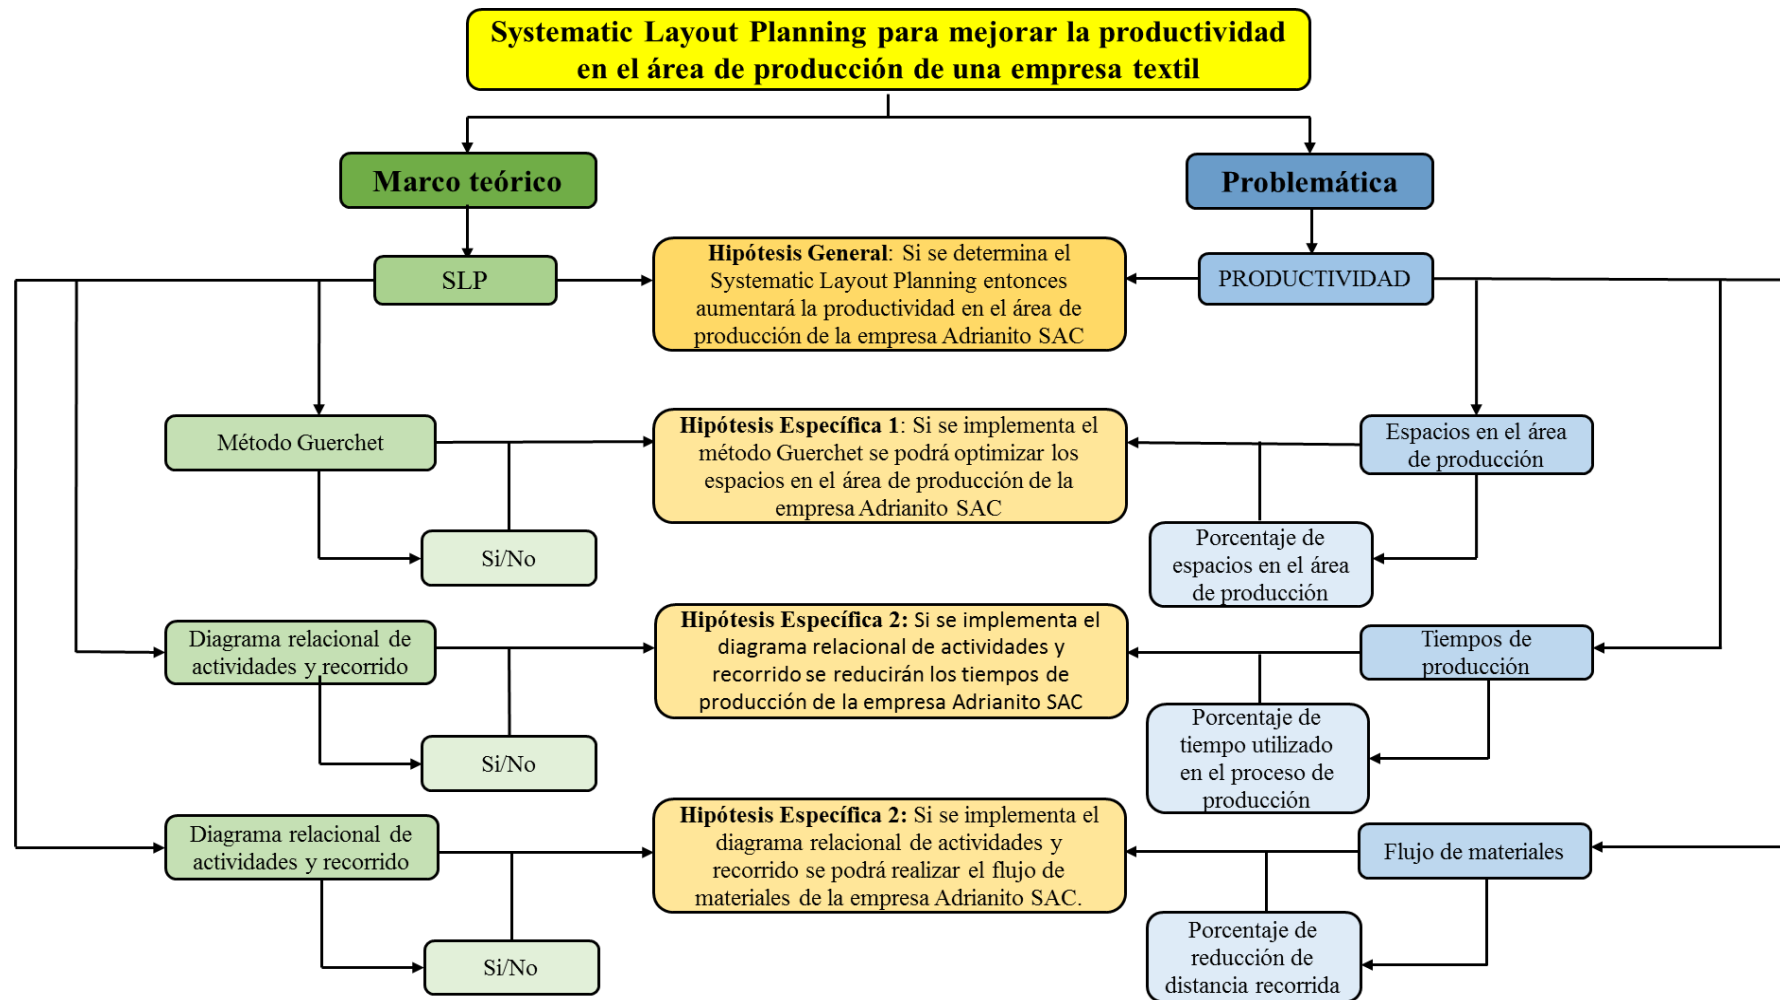 Systematic Layout Planning para mejorar la productividad
en el área de producción de una empresa textil
Marco teórico
Problemática
SLP
Hipótesis General: Si se determina el
Systematic Layout Planning entonces
aumentará la productividad en el área de
producción de la empresa Adrianito SAC
PRODUCTIVIDAD
Método Guerchet
Hipótesis Específica 1: Si se implementa el
método Guerchet se podrá optimizar los
espacios en el área de producción de la
empresa Adrianito SAC
Espacios en el área
de producción
Si/No
Porcentaje de
espacios en el área
de producción
Diagrama relacional de
actividades y recorrido
Hipótesis Específica 2: Si se implementa el
diagrama relacional de actividades y
recorrido se reducirán los tiempos de
producción de la empresa Adrianito SAC
Tiempos de
producción
Si/No
Porcentaje de
tiempo utilizado
en el proceso de
producción
Diagrama relacional de
actividades y recorrido
Hipótesis Específica 2: Si se implementa el
diagrama relacional de actividades y
recorrido se podrá realizar el flujo de
materiales de la empresa Adrianito SAC.
Flujo de materiales
Si/No
Porcentaje de
reducción de
distancia recorrida